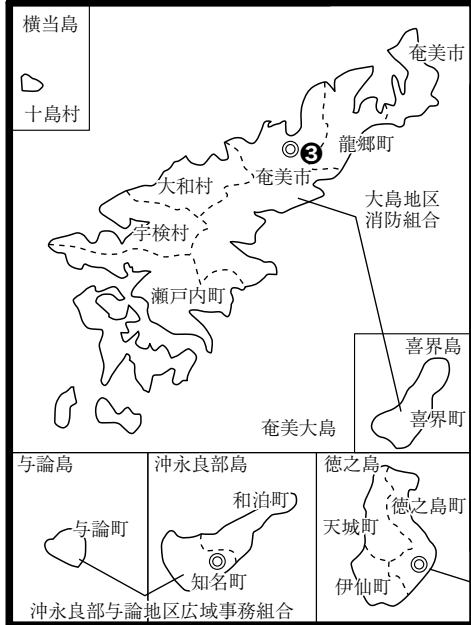 横当島
十島村
奄美市
龍郷町
❸
奄美市
大和村
宇検村
瀬戸内町
大島地区
消防組合
喜界島
喜界町
奄美大島
与論島
与論町
沖永良部島
和泊町
知名町
沖永良部与論地区広域事務組合
徳之島
徳之島町
天城町
伊仙町